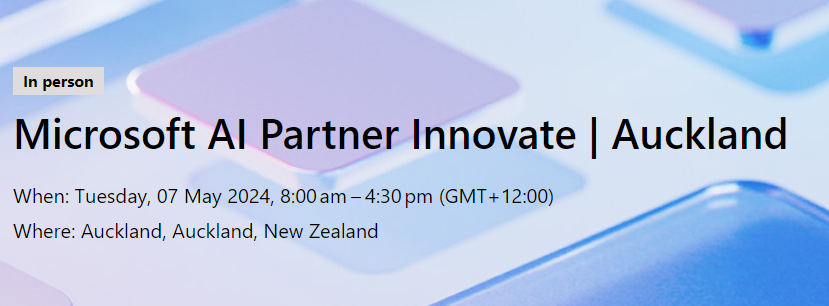 In person
Microsoft AI Partner Innovate | Auckland
When: Tuesday, 07 May 2024, 8:00 am – 4:30 pm (GMT+12:00)
Where: Auckland, Auckland, New Zealand